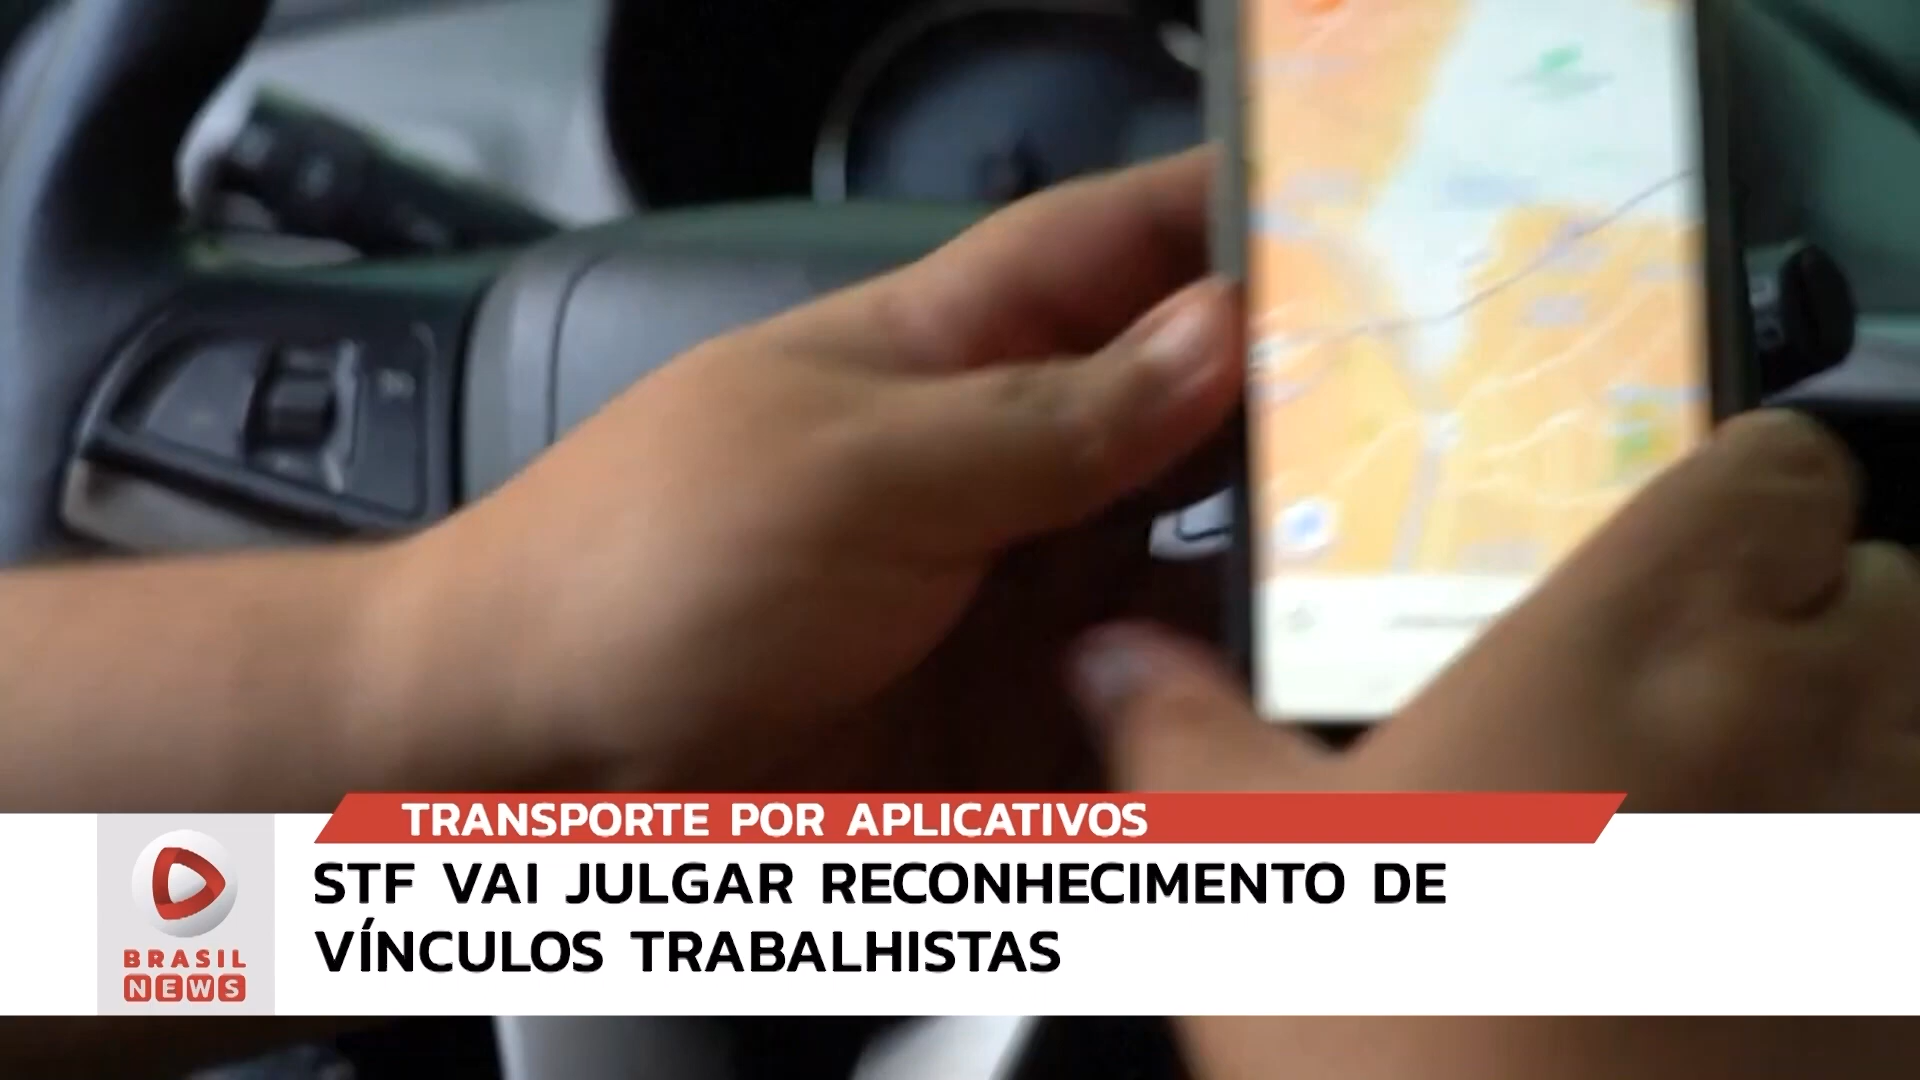 TRANSPORTE POR APLICATIVOS
STF VAI JULGAR RECONHECIMENTO DE
VÍNCULOS TRABALHISTAS
BRASIL
NEWS